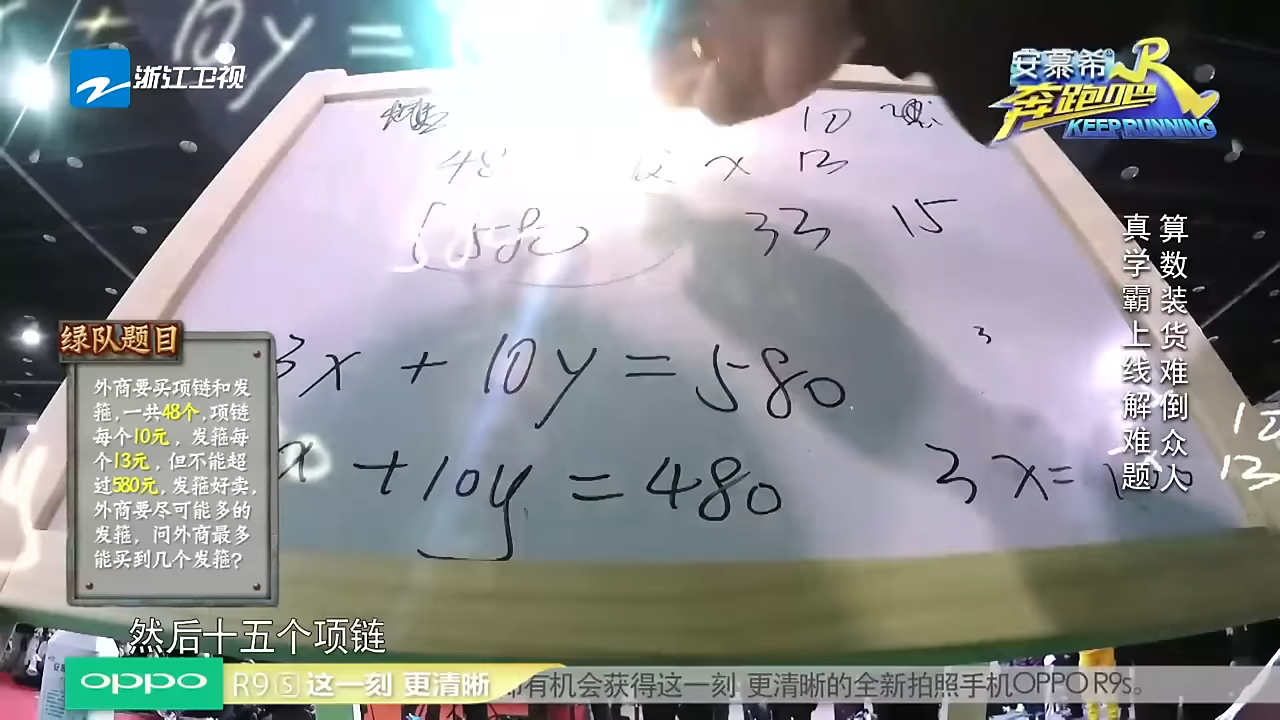 + 10y =
浙江卫视
安慕希
奔跑吧
KEEP RUNNING
10
48
x 13
580
33 15
3x + 10y = 580
3
x + 10y = 480
3x = 100
10
13
算数装货难倒众人
真学霸上线解难题
绿队题目
外商要买项链和发
箍,一共48个,项链
每个10元,发箍每
个13元,但不能超
过580元,发箍好卖,
外商要尽可能多的
发箍,问外商最多
能买到几个发箍?
然后十五个项链
oppo
R9s 这一刻 更清晰
都有机会获得这一刻 更清晰的全新拍照手机OPPO R9s。